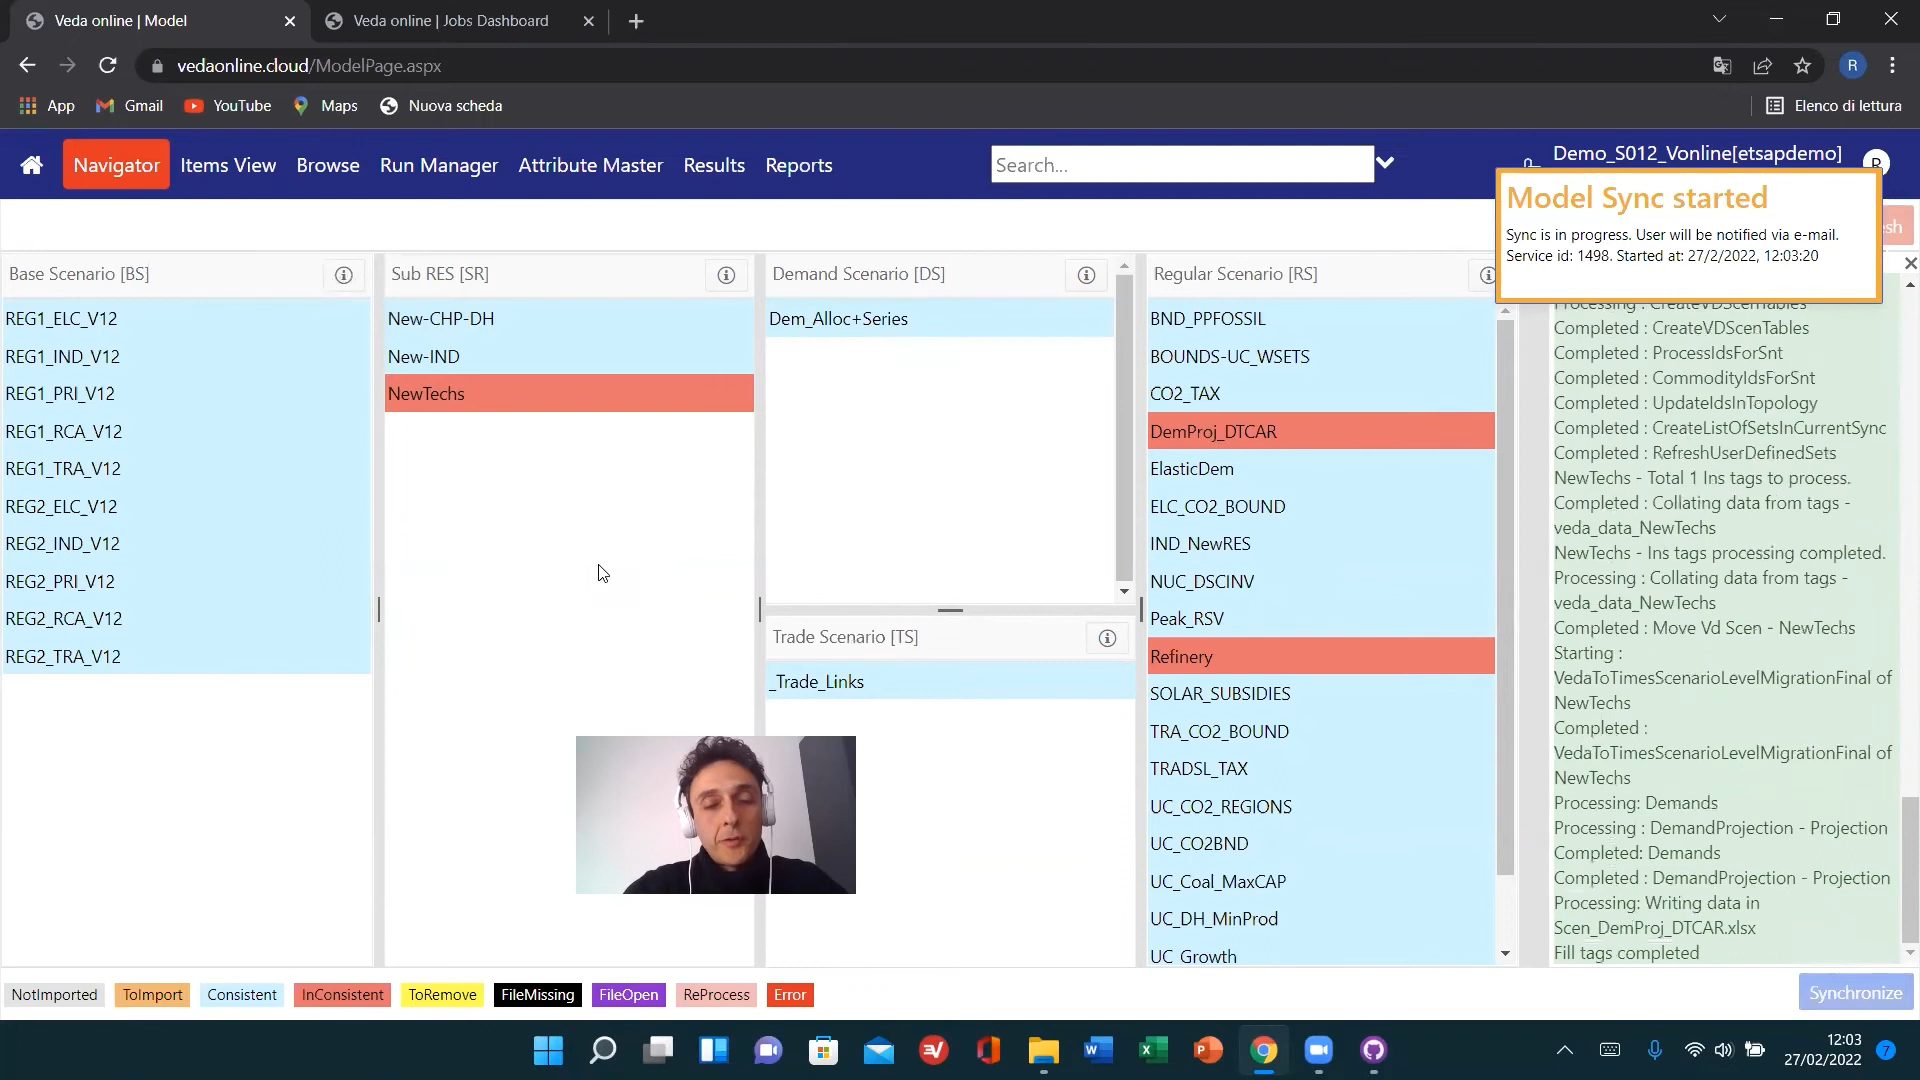 Veda online | Model
Veda online | Jobs Dashboard
vedaonline.cloud/ModelPage.aspx
App
Gmail
YouTube
Maps
Nuova scheda
Elenco di lettura
Navigator
Items View
Browse
Run Manager
Attribute Master
Results
Reports
Search...
Demo_S012_Vonline[etsapdemo]
R
Model Sync started
Sync is in progress. User will be notified via e-mail.
Service id: 1498. Started at: 27/2/2022, 12:03:20
Base Scenario [BS]
REG1_ELC_V12
REG1_IND_V12
REG1_PRI_V12
REG1_RCA_V12
REG1_TRA_V12
REG2_ELC_V12
REG2_IND_V12
REG2_PRI_V12
REG2_RCA_V12
REG2_TRA_V12
Sub RES [SR]
New-CHP-DH
New-IND
NewTechs
Demand Scenario [DS]
Dem_Alloc+Series
Trade Scenario [TS]
_Trade_Links
Regular Scenario [RS]
BND_PPFOSSIL
BOUNDS-UC_WSETS
CO2_TAX
DemProj_DTCAR
ElasticDem
ELC_CO2_BOUND
IND_NewRES
NUC_DSCINV
Peak_RSV
Refinery
SOLAR_SUBSIDIES
TRA_CO2_BOUND
TRADSL_TAX
UC_CO2_REGIONS
UC_CO2BND
UC_Coal_MaxCAP
UC_DH_MinProd
UC_Growth
Processing : CreateVDScenTables
Completed : CreateVDScenTables
Completed : ProcessIdsForSnt
Completed : CommodityIdsForSnt
Completed : UpdateIdsInTopology
Completed : CreateListOfSetsInCurrentSync
Completed : RefreshUserDefinedSets
NewTechs - Total 1 Ins tags to process.
Completed : Collating data from tags -
veda_data_NewTechs
NewTechs - Ins tags processing completed.
Processing : Collating data from tags -
veda_data_NewTechs
Completed : Move Vd Scen - NewTechs
Starting :
VedaToTimesScenarioLevelMigrationFinal of
NewTechs
Completed :
VedaToTimesScenarioLevelMigrationFinal of
NewTechs
Processing: Demands
Processing : DemandProjection - Projection
Completed: Demands
Completed : DemandProjection - Projection
Processing: Writing data in
Scen_DemProj_DTCAR.xlsx
Fill tags completed
NotImported
ToImport
Consistent
InConsistent
ToRemove
FileMissing
FileOpen
ReProcess
Error
Synchronize
12:03
27/02/2022
7